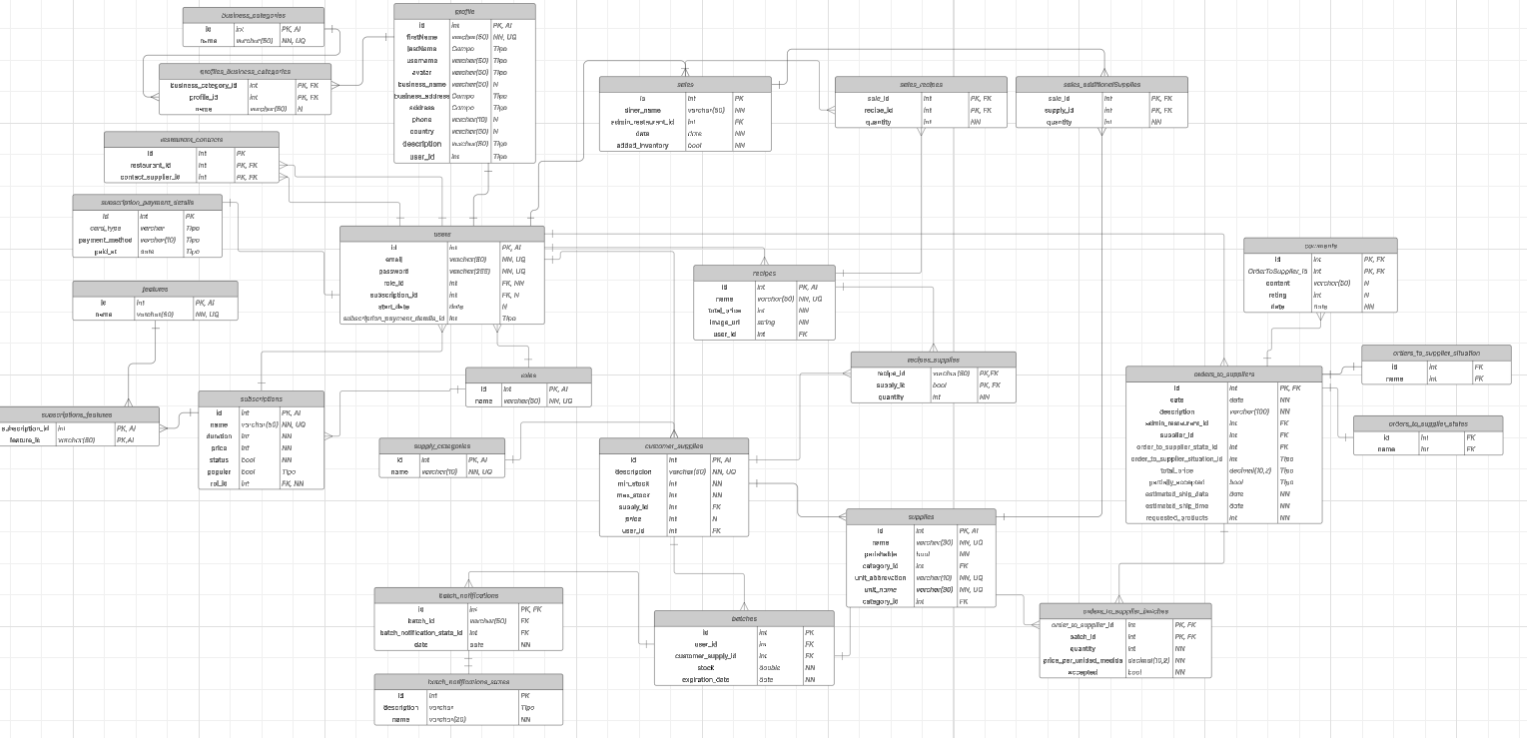 business_categories
id int PK, AI
name varchar(50) NN, UQ
profile
id int PK, AI
firstName varchar(50) NN, UQ
lastName Campo Tipo
username varchar(50) Tipo
avatar varchar(50) Tipo
business_name varchar(50) N
business_address Campo Tipo
address Campo Tipo
phone varchar(10) N
country varchar(50) N
description varchar(50) Tipo
user_id int Tipo
profiles_business_categories
business_category_id int PK, FK
profile_id int PK, FK
name varchar(50) N
sales
id int PK
diner_name varchar(50) NN
admin_restaurant_id int PK
date date NN
added_inventory bool NN
sales_recipes
sale_id int PK, FK
recipe_id int PK, FK
quantity int NN
sales_additionalSupplies
sale_id int PK, FK
supply_id int PK, FK
quantity int NN
restaurant_contacts
id int PK
restaurant_id int PK, FK
contact_supplier_id int PK, FK
subscription_payment_details
id int PK
card_type varchar Tipo
payment_method varchar(10) Tipo
paid_at date Tipo
users
id int PK, AI
email varchar(80) NN, UQ
password NN, UQ
role_id int FK, NN
subscription_id int FK, N
start_date date N
subscription_payment_details_id int Tipo
features
id int PK, AI
name varchar(50) NN, UQ
recipes
id int PK, AI
name varchar(50) NN, UQ
total_price int NN
image_url string NN
user_id int FK
id int PK, FK
OrderToSupplier_id int PK, FK
content varchar(50) N
rating int N
date date NN
recipes_supplies
recipe_id varchar(80) PK,FK
supply_id bool PK, FK
quantity int NN
orders_to_supplier_situation
id int FK
name int PK
roles
id int PK, AI
name varchar(50) NN, UQ
orders_to_suppliers
id int PK, FK
date date NN
description varchar(100) NN
admin_restaurant_id int FK
supplier_id int FK
order_to_supplier_state_id int FK
order_to_supplier_situation_id int Tipo
total_price decimal(10,2) Tipo
partially_accepted bool Tipo
estimated_ship_date date NN
estimated_ship_time date NN
requested_products int NN
subscriptions_features
subscription_id int PK, AI
feature_id varchar(80) PK,AI
subscriptions
id int PK, AI
name varchar(50) NN, UQ
duration int NN
price int NN
status bool NN
popular bool Tipo
rol_id int FK, NN
orders_to_supplier_states
id int FK
name int FK
supply_categories
id int PK, AI
name varchar(10) NN, UQ
customer_supplies
id int PK, AI
description varchar(50) NN, UQ
min_stock int NN
max_stock int NN
supply_id int FK
price int N
user_id int FK
supplies
id int PK, AI
name varchar(30) NN, UQ
perishable bool NN
category_id int FK
unit_abbreviation varchar(10) NN, UQ
unit_name varchar(30) NN, UQ
category_id int FK
batch_notifications
id int PK, FK
batch_id varchar(50) FK
batch_notification_state_id int FK
date date NN
batches
id int PK
user_id int FK
customer_supply_id int FK
stock double NN
expiration_date date NN
order_to_supplier_id int PK, FK
batch_id int PK, FK
quantity int NN
price_per_unidad_medida decimal(10,2) NN
accepted bool NN
batch_notifications_states
id int PK
description varchar Tipo
name varchar(20) NN